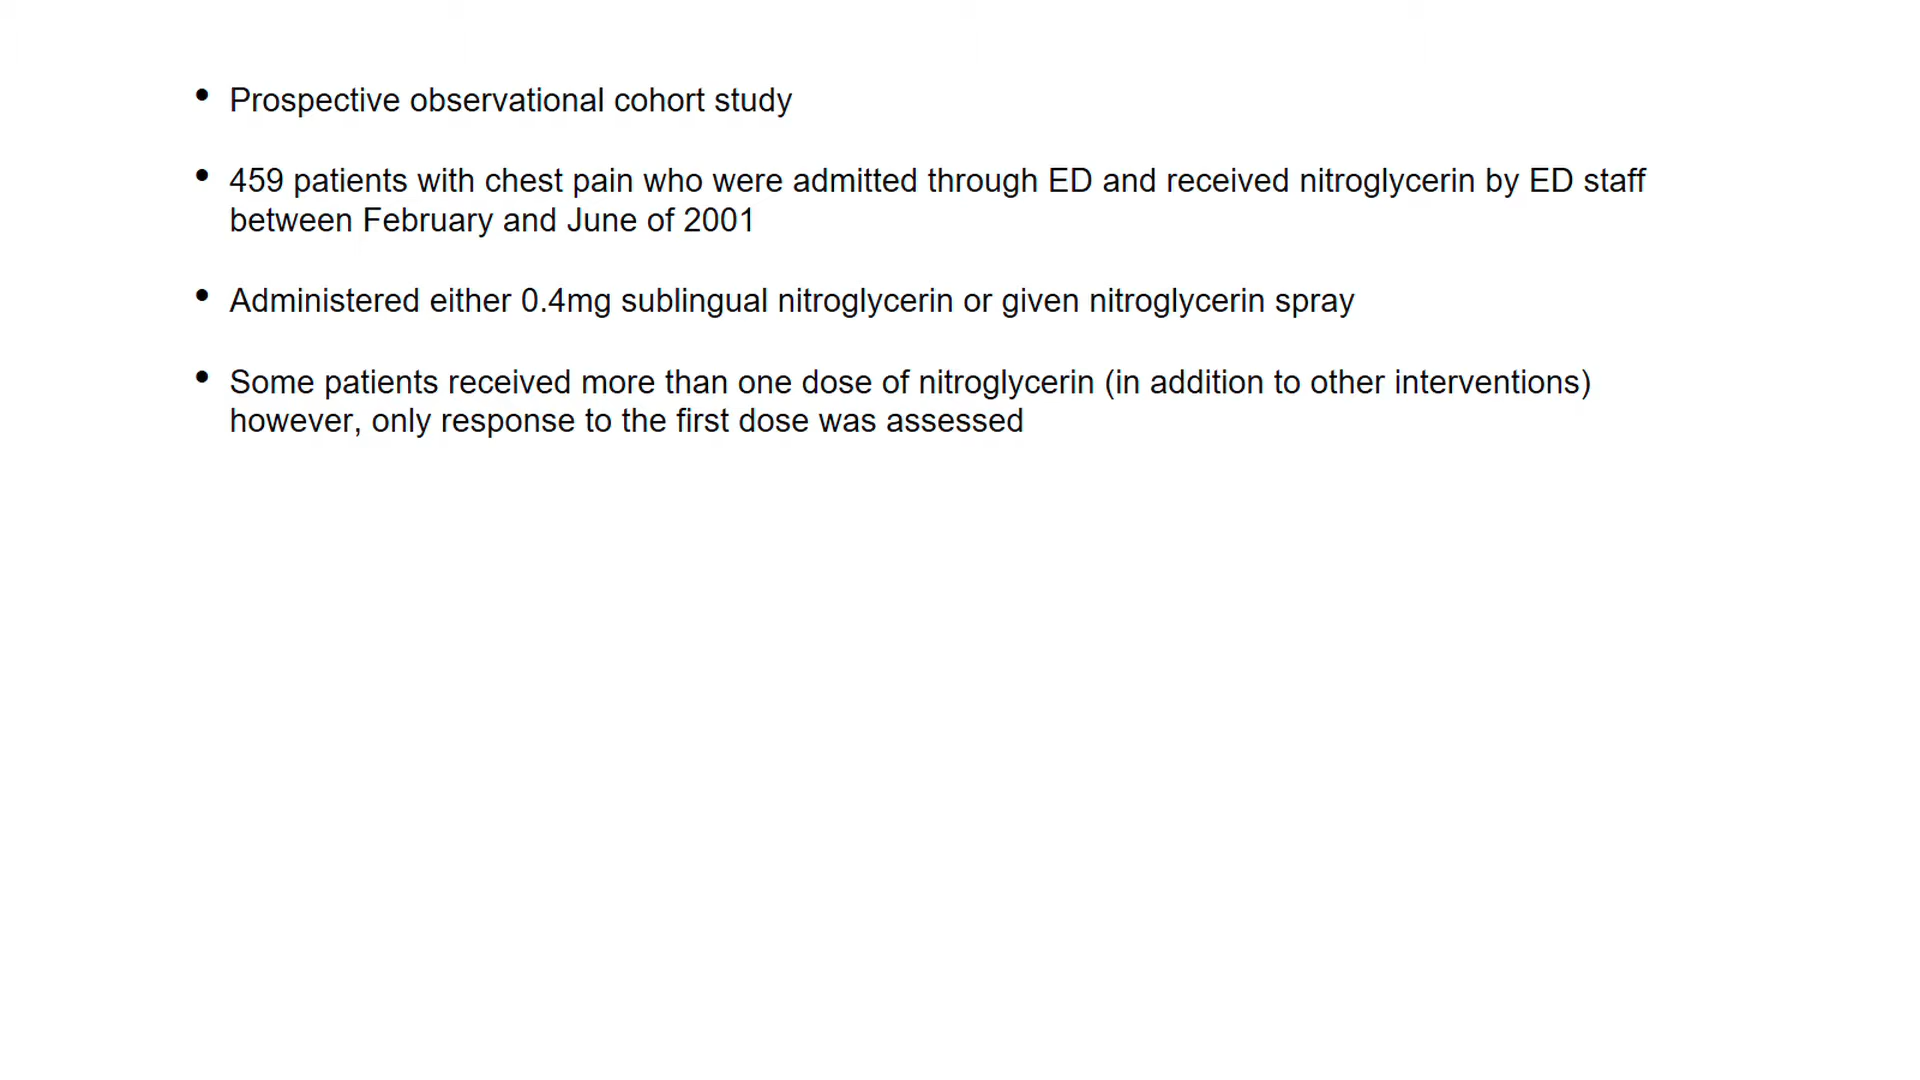 • Prospective observational cohort study
• 459 patients with chest pain who were admitted through ED and received nitroglycerin by ED staff
between February and June of 2001
• Administered either 0.4mg sublingual nitroglycerin or given nitroglycerin spray
• Some patients received more than one dose of nitroglycerin (in addition to other interventions)
however, only response to the first dose was assessed